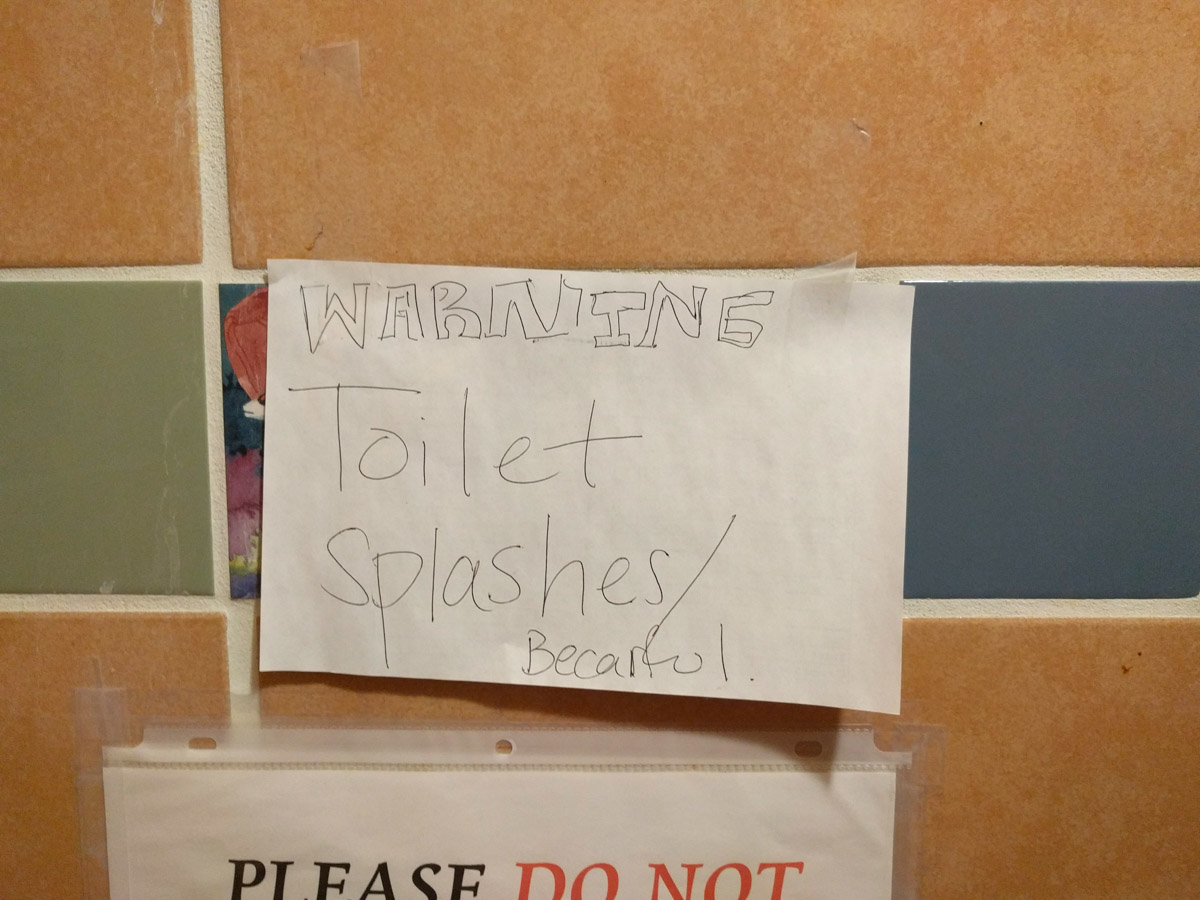 WARNING
Toilet
Splashes/
Becarful.
PLEASE DO NOT